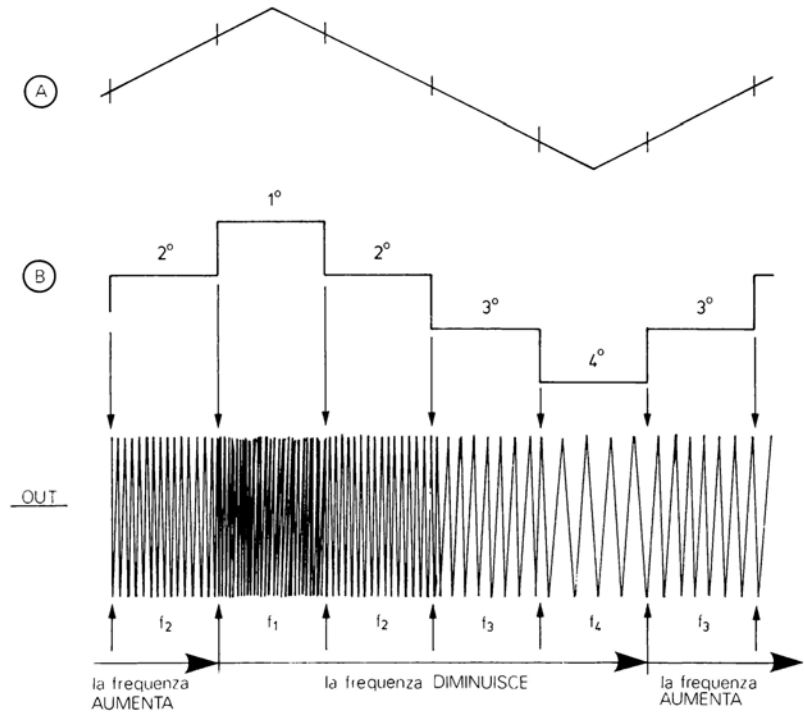 A
1°
2°
2°
B
3°
3°
4°
OUT
f2
f1
f2
f3
f4
f3
la frequenza
AUMENTA
la frequenza DIMINUISCE
la frequenza
AUMENTA